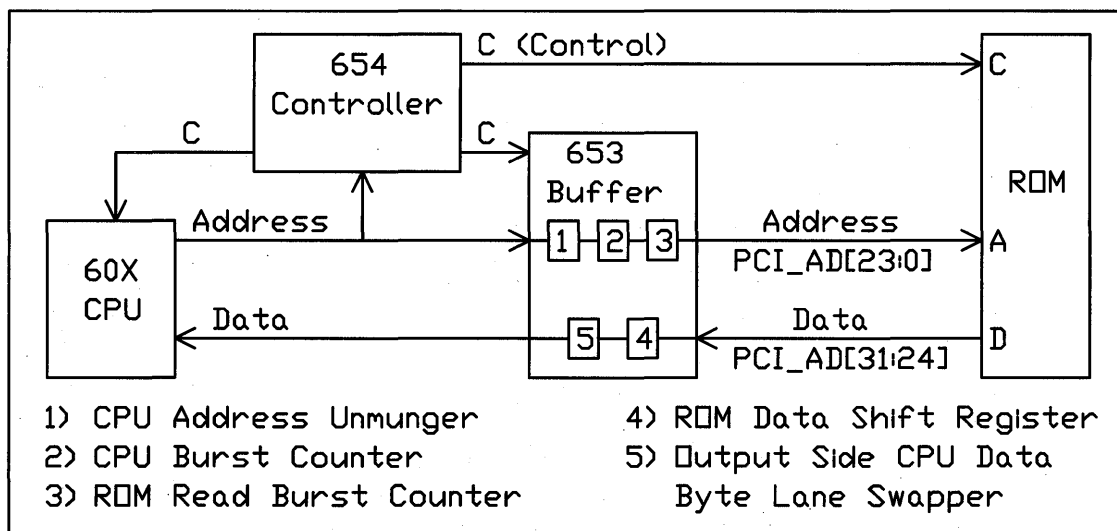 654
Controller
C (Control)
C
C
C
653
Buffer
ROM
Address
1
2
3
Address
PCI_AD[23:0]
A
60X
CPU
Data
5
4
Data
PCI_AD[31:24]
D
1) CPU Address Unmunger
2) CPU Burst Counter
3) ROM Read Burst Counter
4) ROM Data Shift Register
5) Output Side CPU Data
Byte Lane Swapper